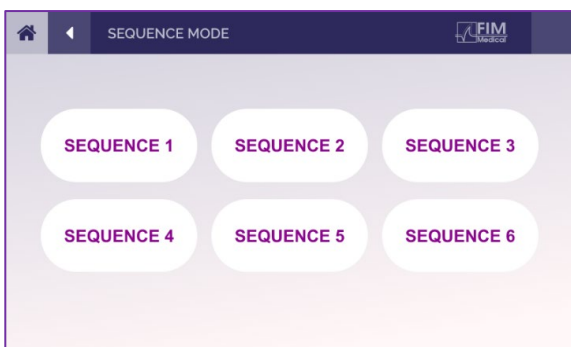 SEQUENCE MODE
FIM
Medical
SEQUENCE 1 SEQUENCE 2 SEQUENCE 3
SEQUENCE 4 SEQUENCE 5 SEQUENCE 6